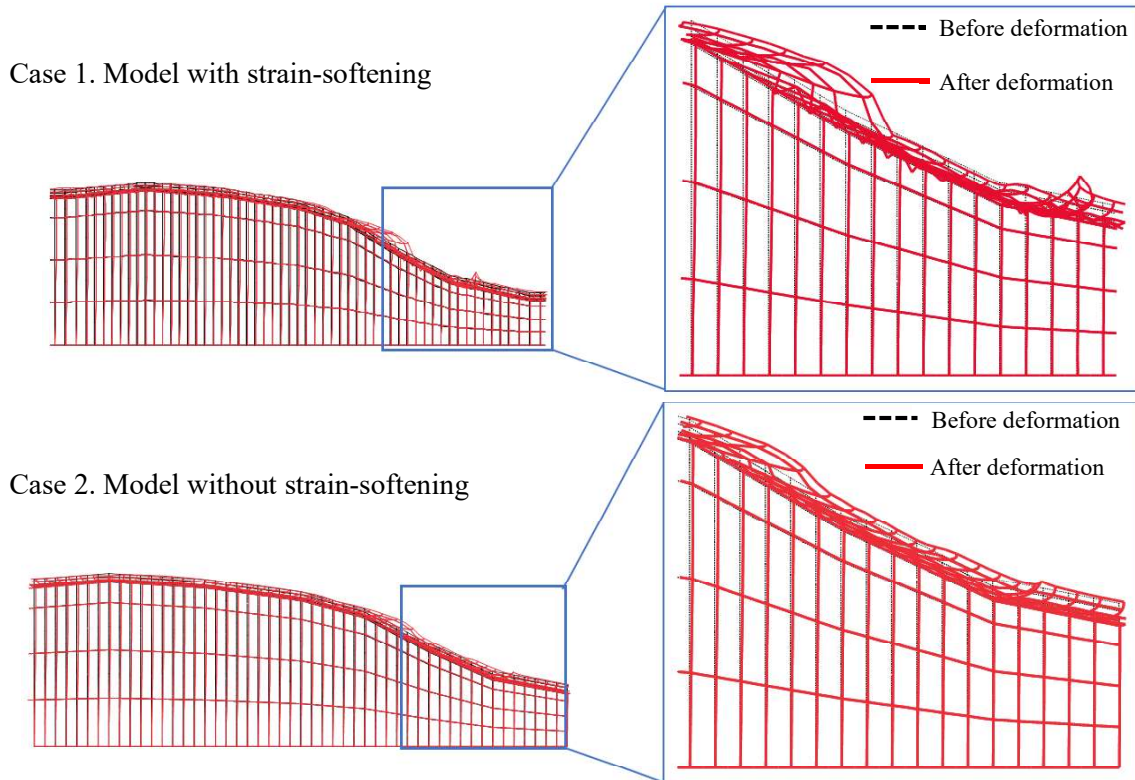 Case 1. Model with strain-softening
Before deformation
After deformation
Case 2. Model without strain-softening
Before deformation
After deformation